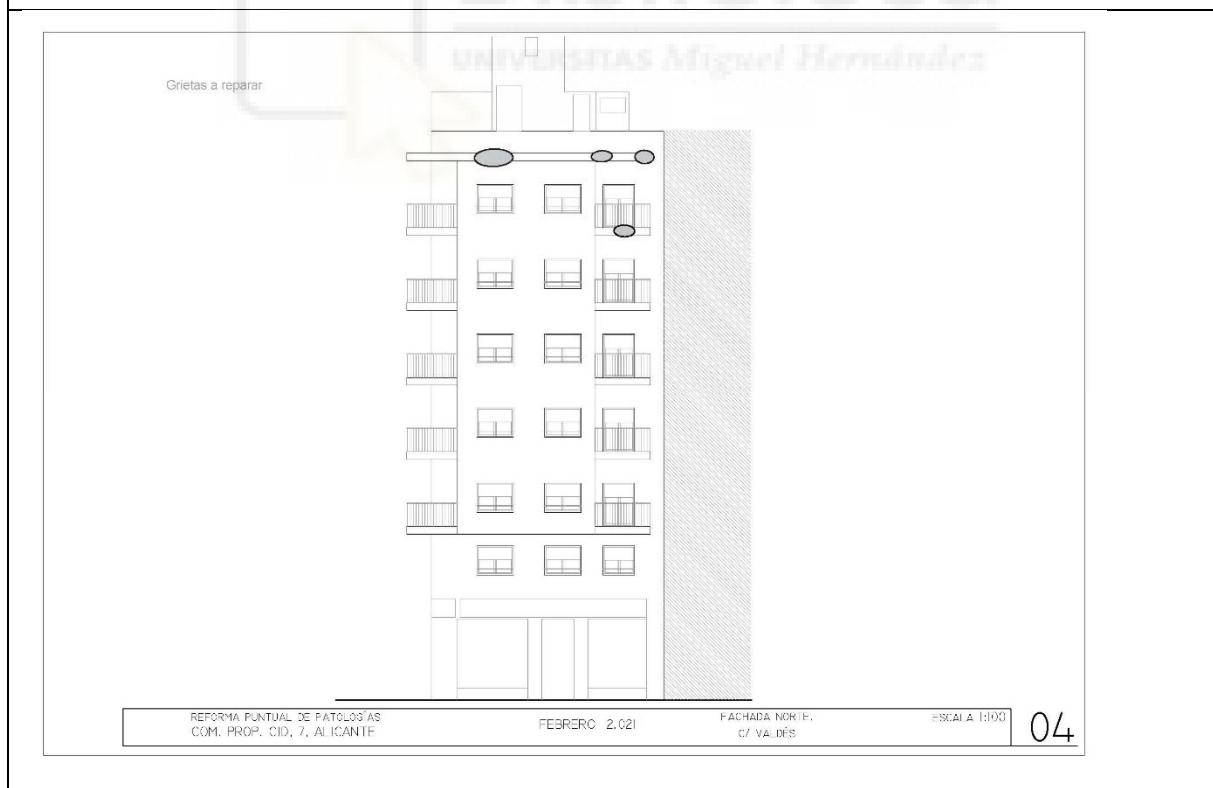 UNIVERSITAS Miguel Hernández
Grietas a reparar
REFORMA PUNTUAL DE PATOLOGÍAS
COM. PROP. CID, 7, ALICANTE
FEBRERO 2.021
FACHADA NORTE.
C/ VALDÉS
ESCALA 1:100
04